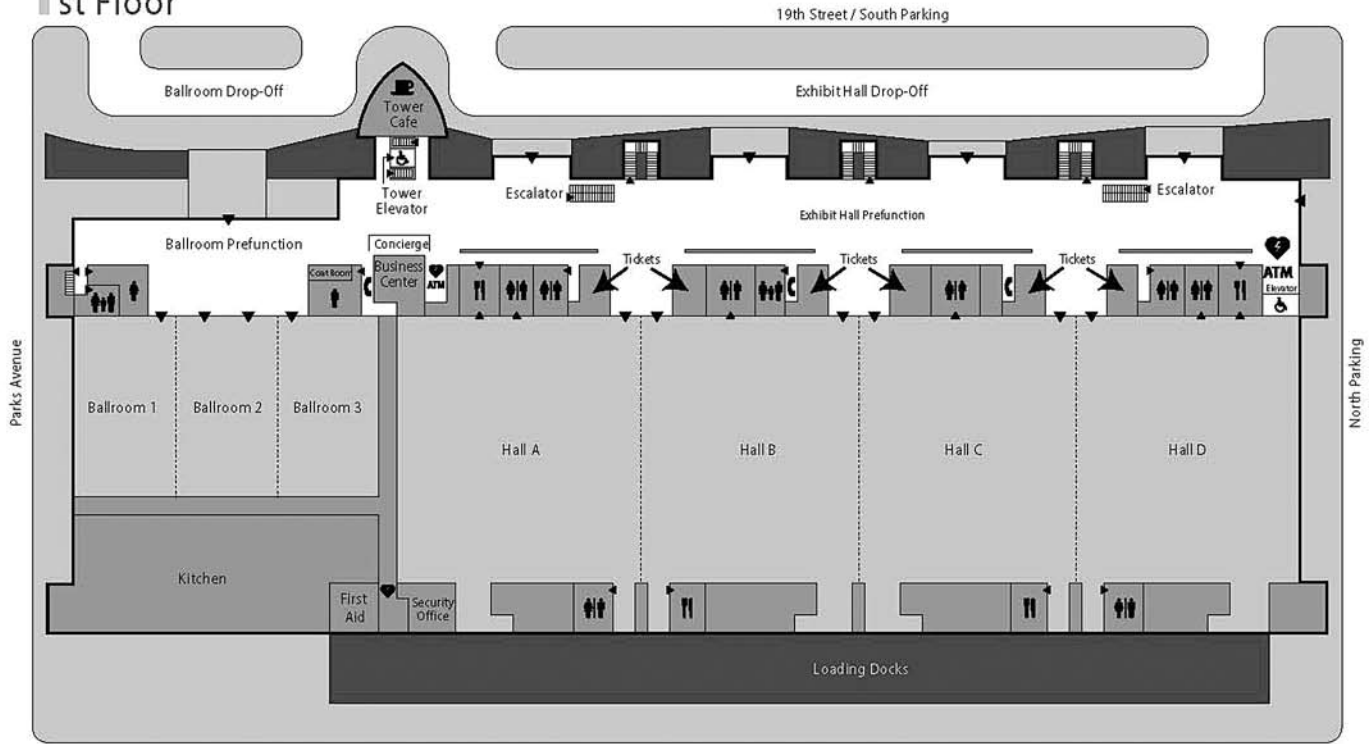 1st Floor
19th Street / South Parking
Ballroom Drop-Off
Exhibit Hall Drop-Off
Tower
Cafe
Tower
Elevator
Escalator
Escalator
Exhibit Hall Prefunction
Ballroom Prefunction
Concierge
Business
Center
Coat Room
ATM
Tickets
Tickets
Tickets
ATM
Elevator
Parks Avenue
North Parking
Ballroom 1
Ballroom 2
Ballroom 3
Hall A
Hall B
Hall C
Hall D
Kitchen
First
Aid
Security
Office
Loading Docks